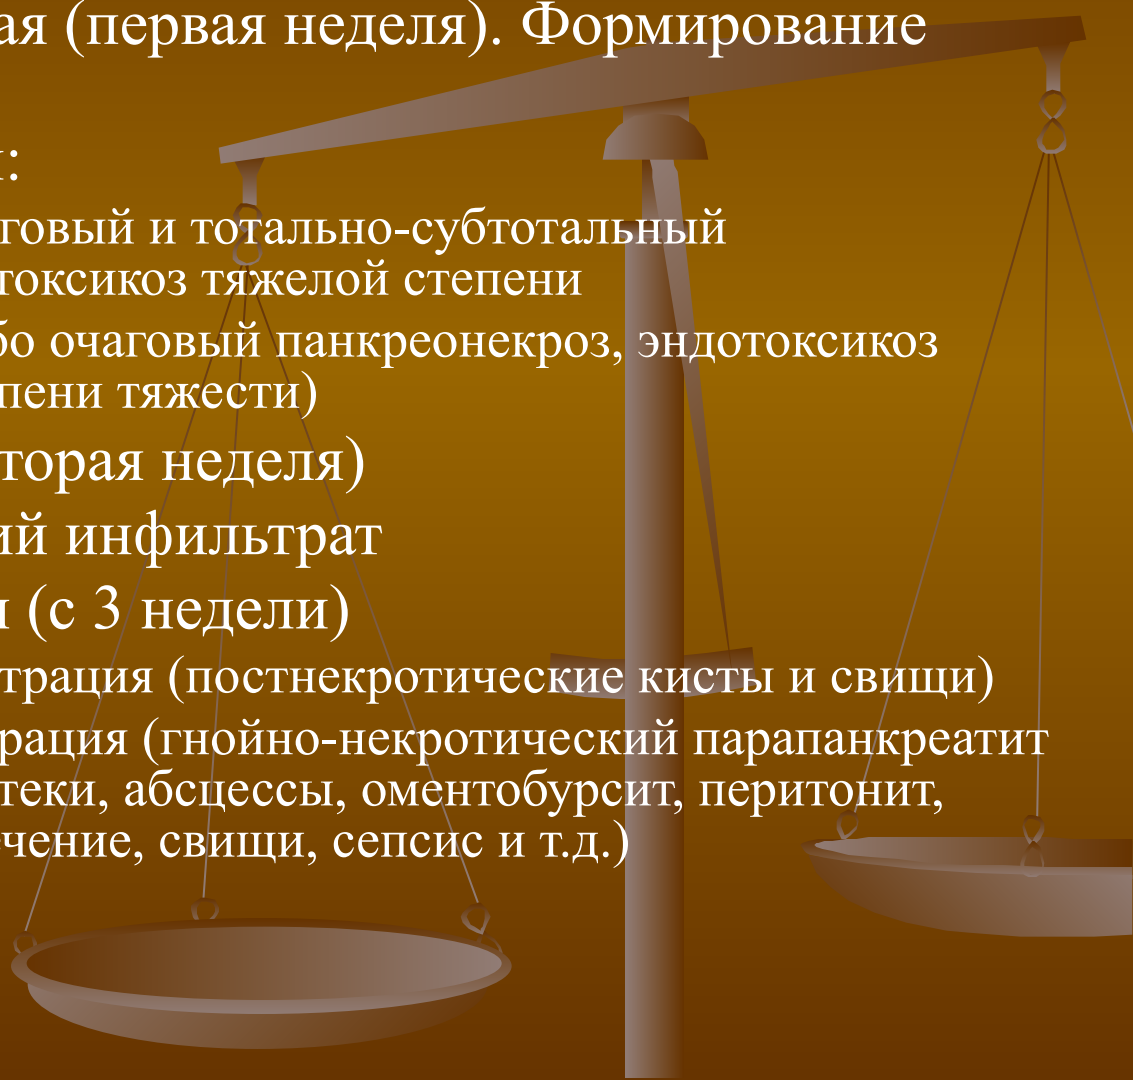 ая (первая неделя). Формирование
:
говый и тотально-субтотальный
токсикоз тяжелой степени
бо очаговый панкреонекроз, эндотоксикоз
пени тяжести)
торая неделя)
ий инфильтрат
и (с 3 недели)
трация (постнекротические кисты и свищи)
рация (гнойно-некротический парапанкреатит
теки, абсцессы, оментобурсит, перитонит,
ечение, свищи, сепсис и т.д.)